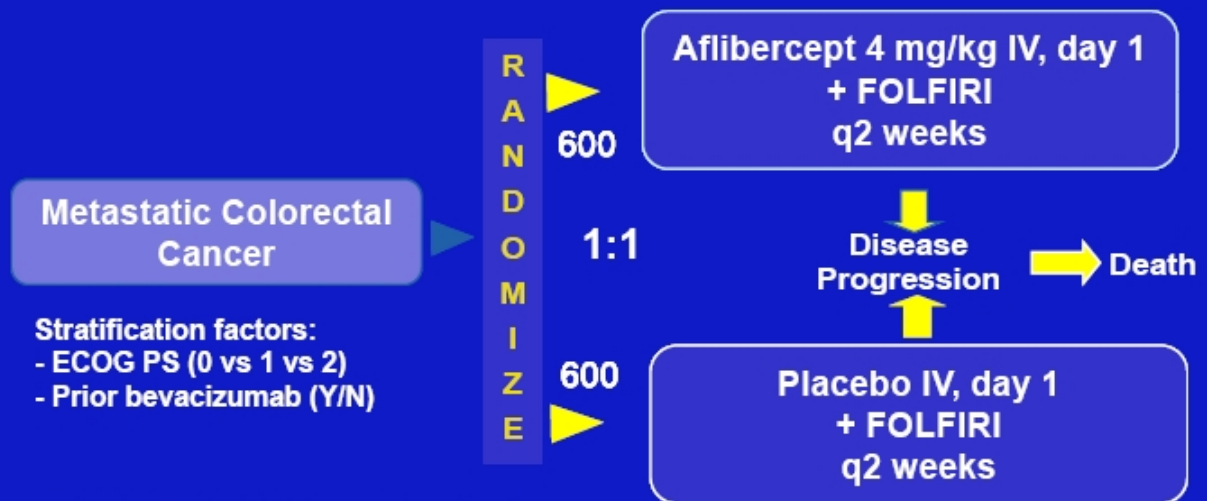 Metastatic Colorectal
Cancer
Stratification factors:
- ECOG PS (0 vs 1 vs 2)
- Prior bevacizumab (Y/N)
RANDOMIZE
600
1:1
600
Aflibercept 4 mg/kg IV, day 1
+ FOLFIRI
q2 weeks
Disease
Progression
Death
Placebo IV, day 1
+ FOLFIRI
q2 weeks